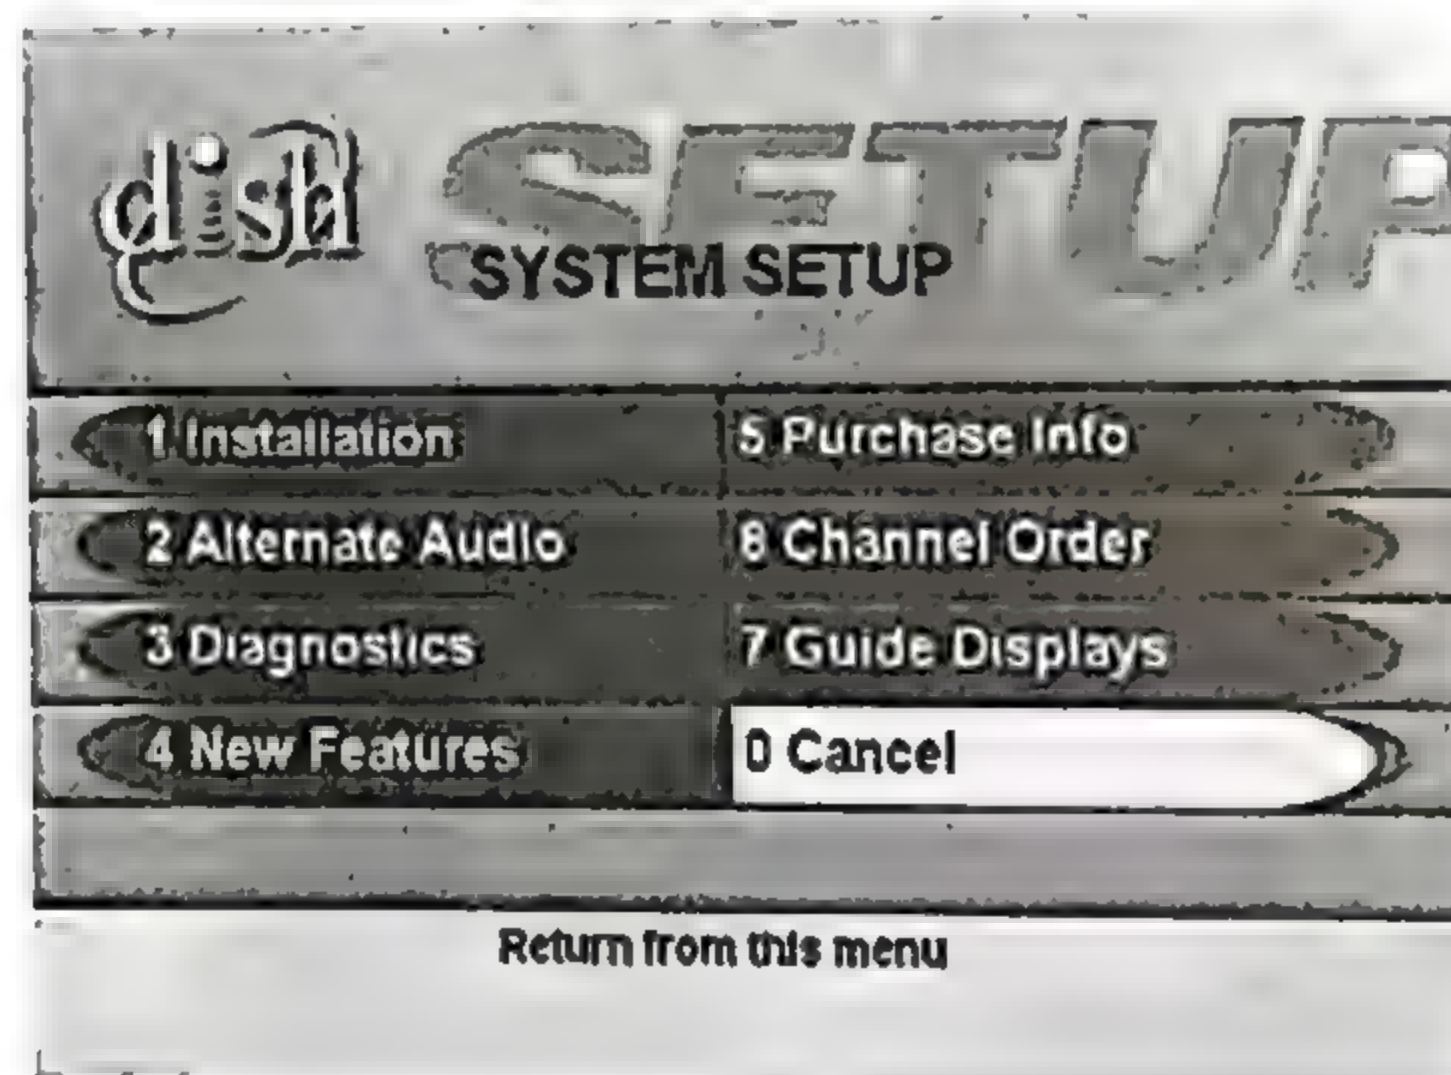 dish
SETUP
SYSTEM SETUP
1 Installation
2 Alternate Audio
3 Diagnostics
4 New Features
5 Purchase Info
8 Channel Order
7 Guide Displays
0 Cancel
Return from this menu